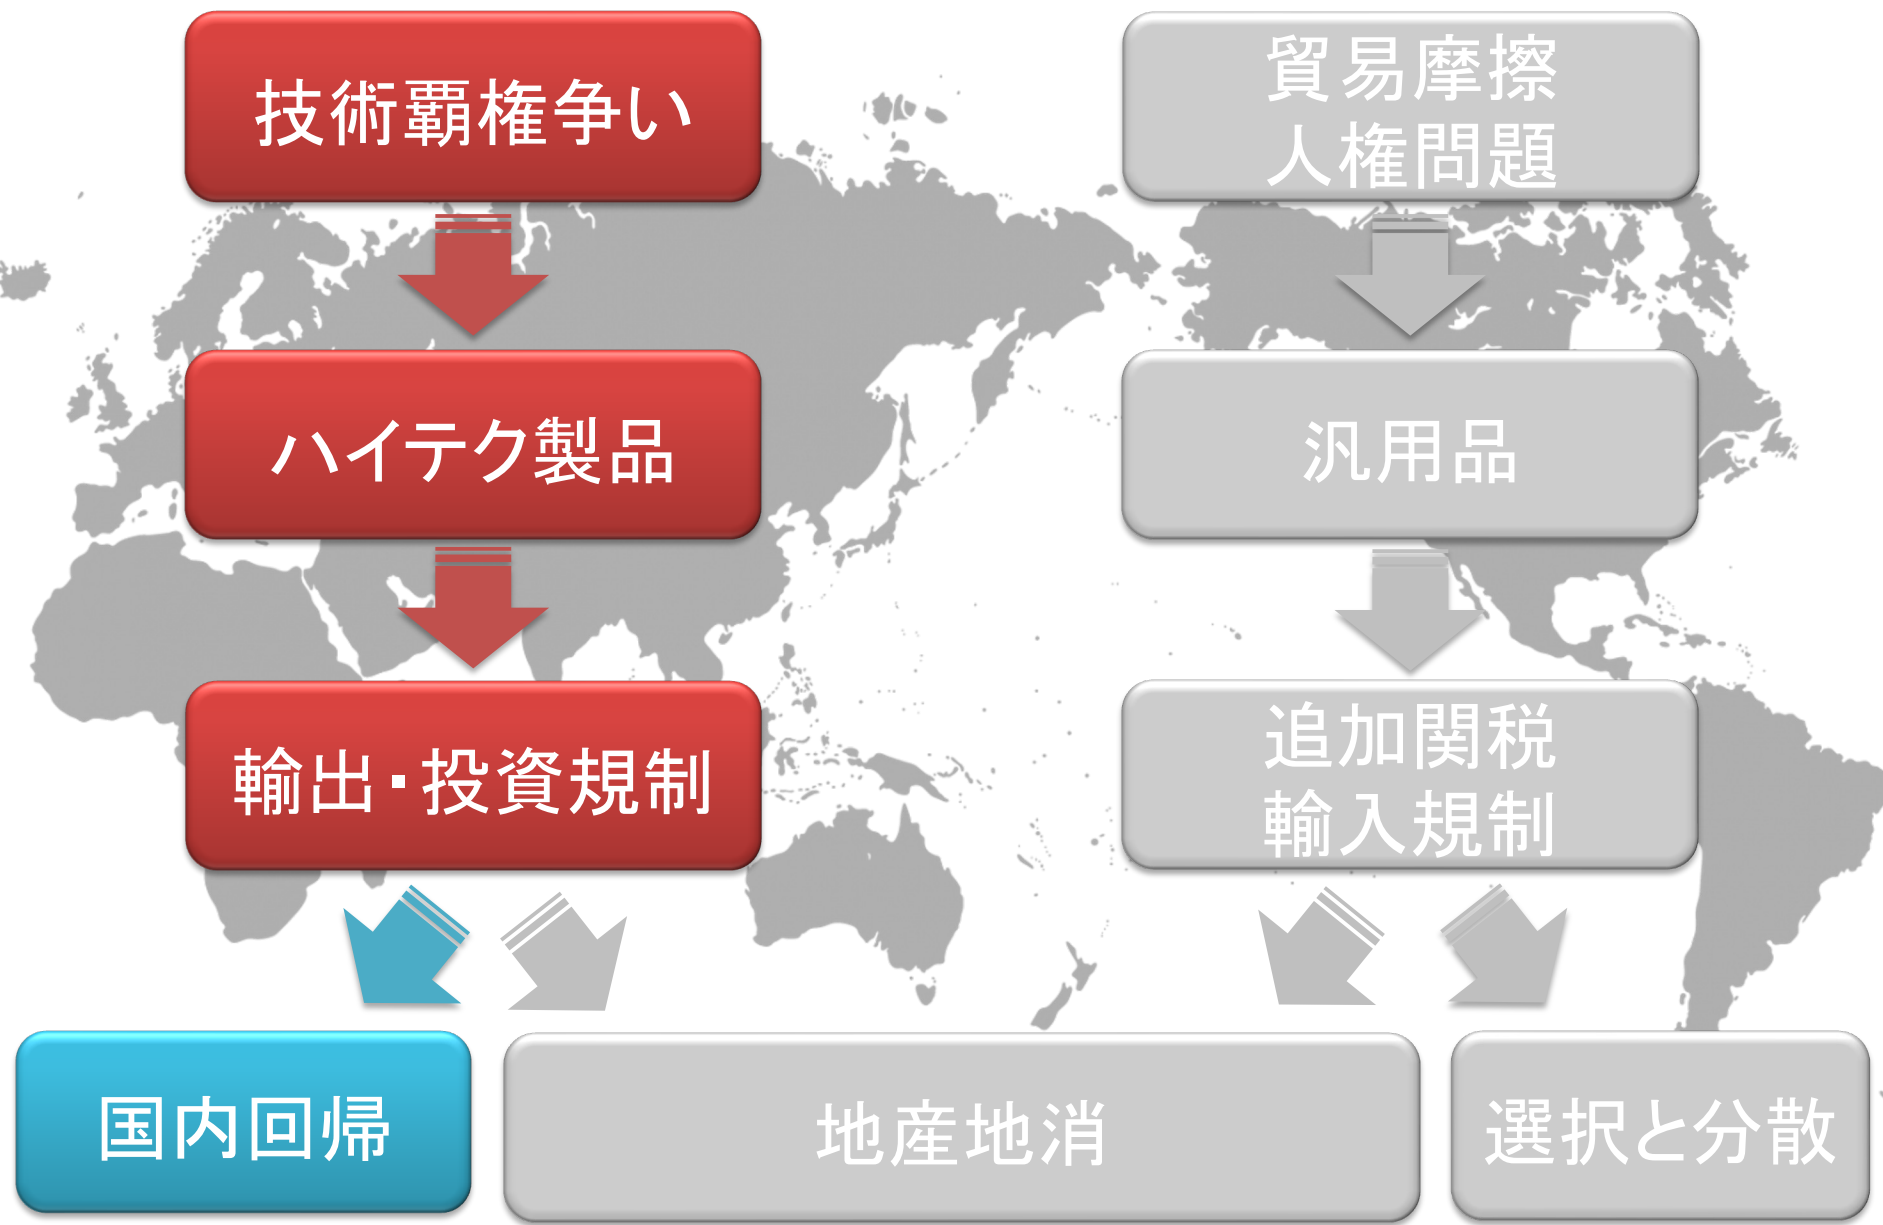 技術覇権争い
貿易摩擦
人権問題
ハイテク製品
汎用品
輸出・投資規制
追加関税
輸入規制
国内回帰
地産地消
選択と分散